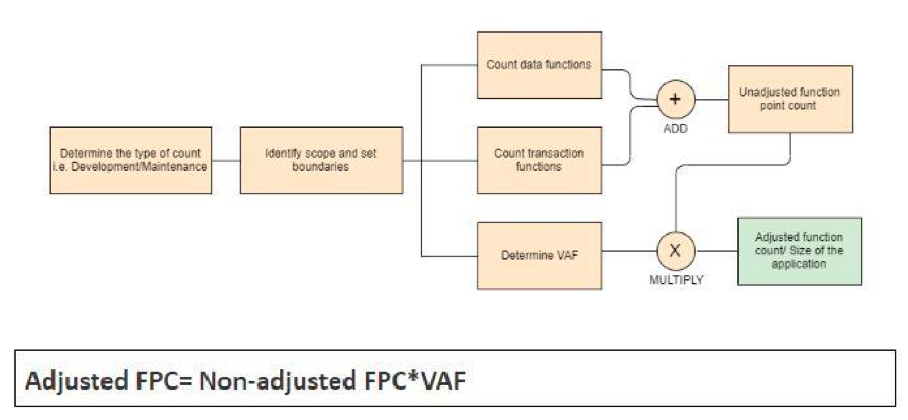 Determine the type of count
i.e. Development/Maintenance
Identify scope and set
boundaries
Count data functions
Count transaction
functions
Determine VAF
+
ADD
Unadjusted function
point count
X
MULTIPLY
Adjusted function
count/ Size of the
application
Adjusted FPC= Non-adjusted FPC*VAF